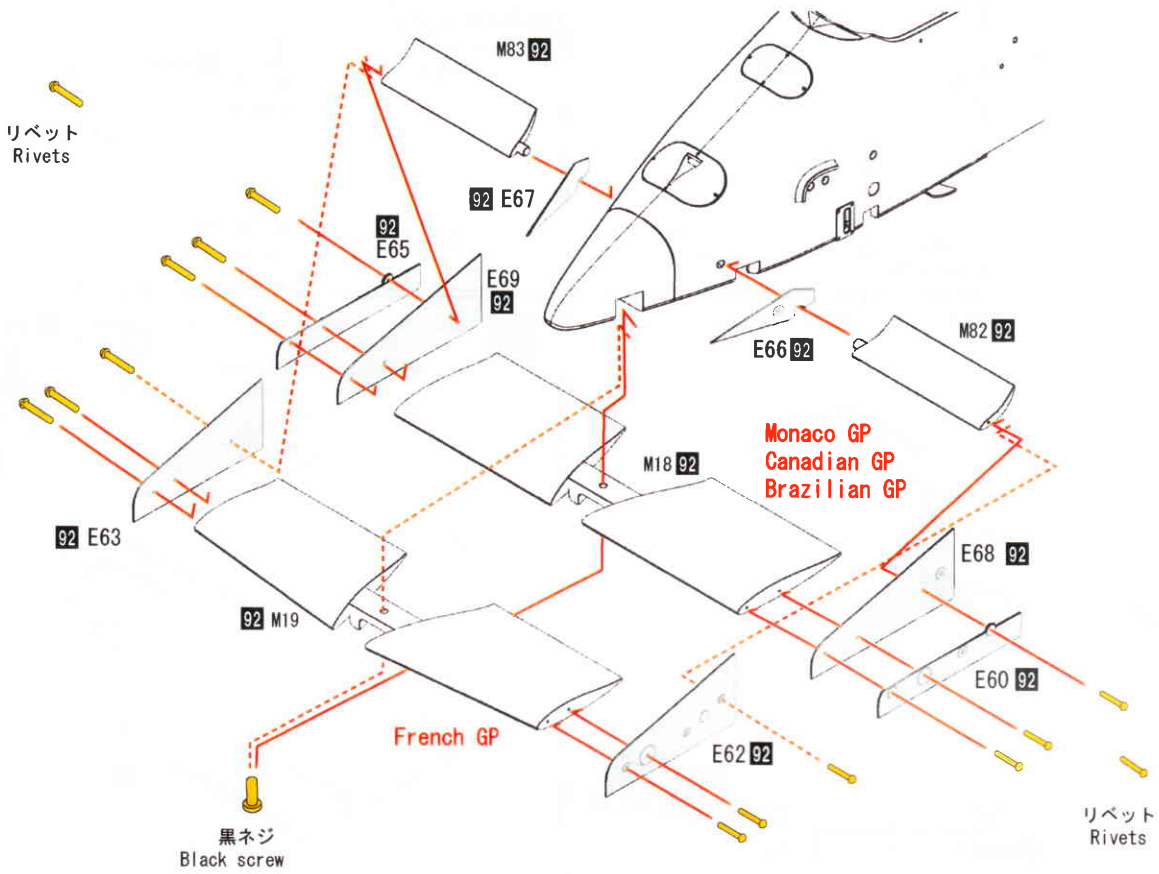 M83 92
リベット
Rivets
92 E67
92
E65
E69
92
E66 92
M82 92
Monaco GP
Canadian GP
Brazilian GP
M18 92
92 E63
E68 92
92 M19
E60 92
French GP
E62 92
リベット
Rivets
黒ネジ
Black screw